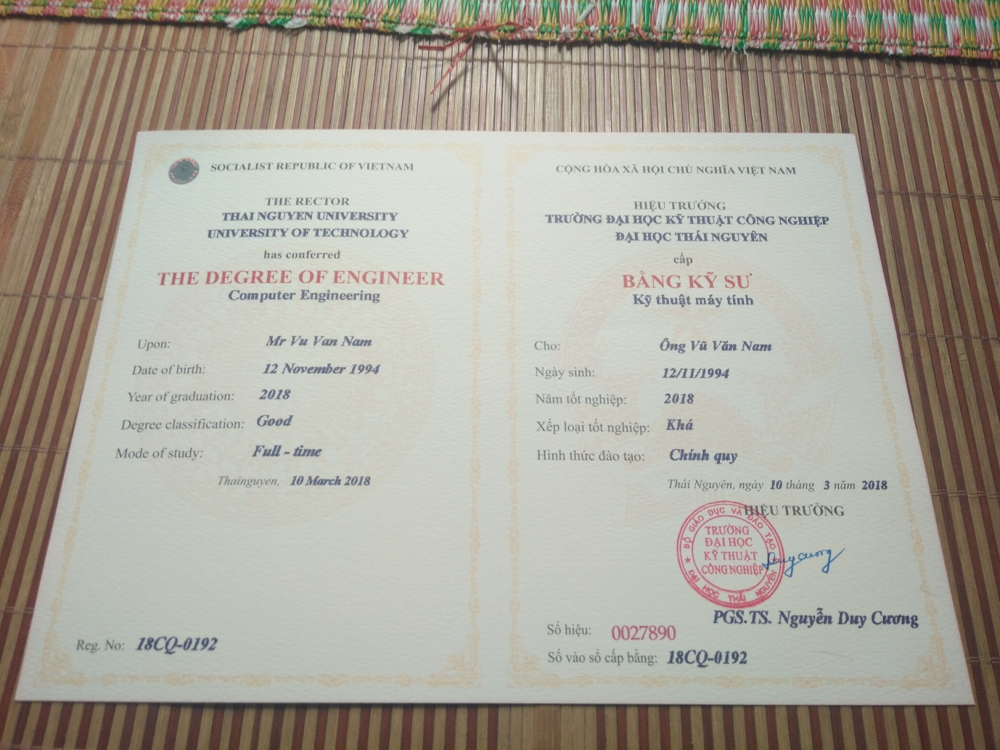 SOCIALIST REPUBLIC OF VIETNAM
THE RECTOR
THAI NGUYEN UNIVERSITY
UNIVERSITY OF TECHNOLOGY
has conferred
THE DEGREE OF ENGINEER
Computer Engineering
Upon: Mr Vu Van Nam
Date of birth: 12 November 1994
Year of graduation: 2018
Degree classification: Good
Mode of study: Full - time
Thainguyen, 10 March 2018
Reg. No: 18CQ-0192
CỘNG HÒA XÃ HỘI CHỦ NGHĨA VIỆT NAM
HIỆU TRƯỞNG
TRƯỜNG ĐẠI HỌC KỸ THUẬT CÔNG NGHIỆP
ĐẠI HỌC THÁI NGUYÊN
cấp
BẰNG KỸ SƯ
Kỹ thuật máy tính
Cho: Ông Vũ Văn Nam
Ngày sinh: 12/11/1994
Năm tốt nghiệp: 2018
Xếp loại tốt nghiệp: Khá
Hình thức đào tạo: Chính quy
Thái Nguyên, ngày 10 tháng 3 năm 2018
HIỆU TRƯỞNG
BỘ GIÁO DỤC VÀ ĐÀO TẠO
TRƯỜNG
ĐẠI HỌC
KỸ THUẬT
CÔNG NGHIỆP
ĐẠI HỌC THÁI NGUYÊN
PGS.TS. Nguyễn Duy Cương
Số hiệu: 0027890
Số vào sổ cấp bằng: 18CQ-0192